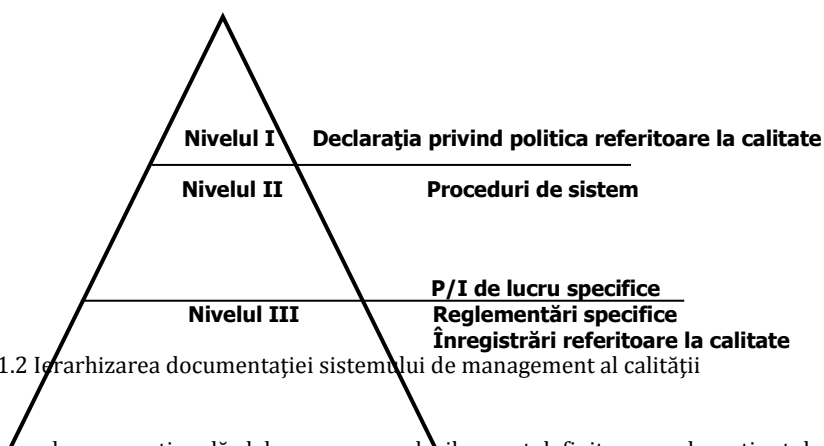 Nivelul I Declaraţia privind politica referitoare la calitate
Nivelul II Proceduri de sistem
P/I de lucru specifice
Nivelul III Reglementări specifice
Înregistrări referitoare la calitate
1.2 Ierarhizarea documentaţiei sistemului de management al calităţii